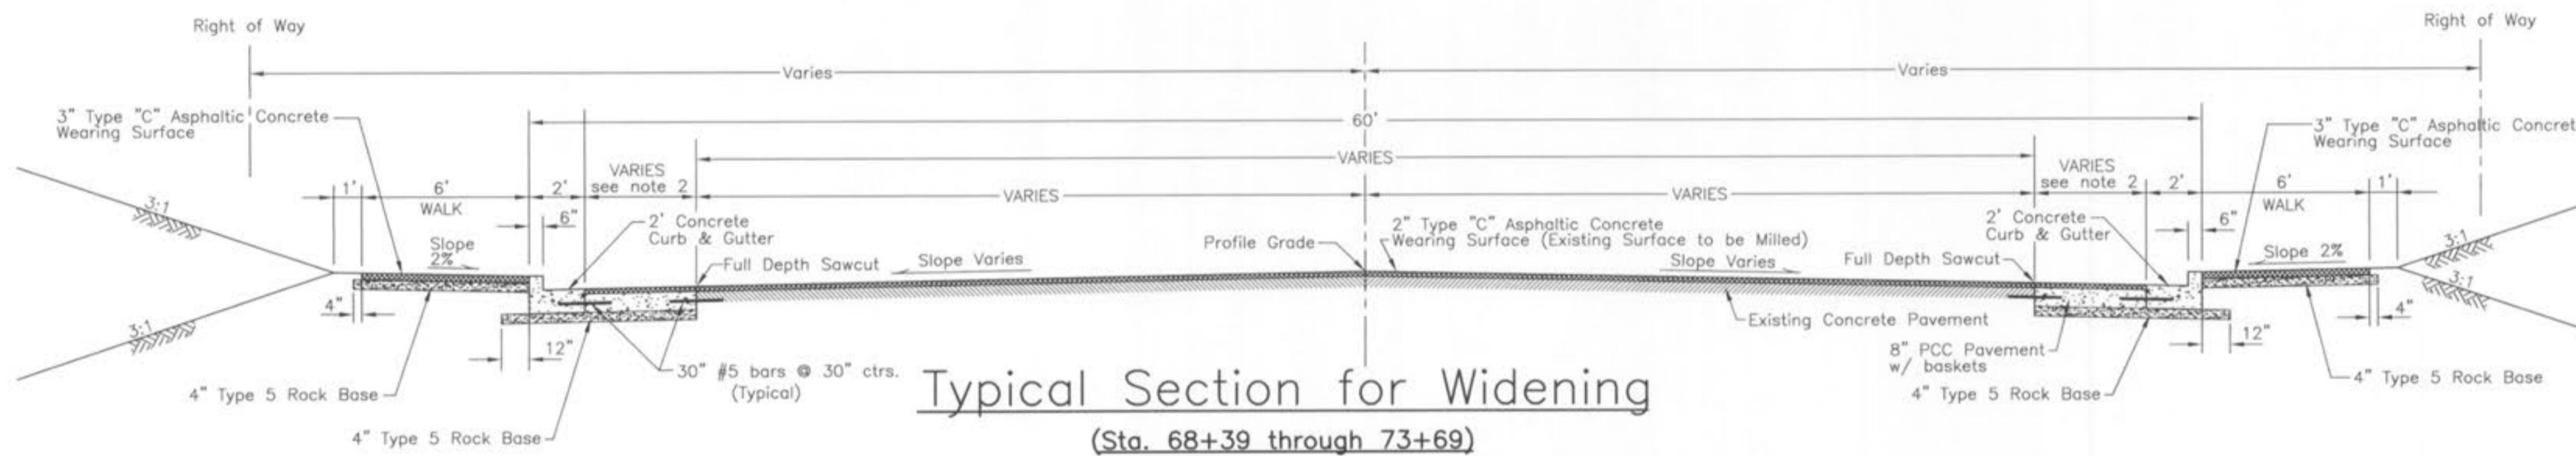 Right of Way
Right of Way
Varies
Varies
3" Type "C" Asphaltic Concrete
Wearing Surface
60'
3" Type "C" Asphaltic Concret
Wearing Surface
VARIES
VARIES
see note 2
VARIES
see note 2
1'
6'
WALK
2'
VARIES
VARIES
2'
6'
WALK
1'
3:1
6"
2' Concrete
Curb & Gutter
2" Type "C" Asphaltic Concrete
Wearing Surface (Existing Surface to be Milled)
2' Concrete
Curb & Gutter
6"
3:1
Slope
2%
Full Depth Sawcut
Slope Varies
Profile Grade
Slope Varies
Full Depth Sawcut
Slope 2%
3:1
4"
3:1
12"
Existing Concrete Pavement
4"
12"
8" PCC Pavement
w/ baskets
30" #5 bars @ 30" ctrs.
(Typical)
4" Type 5 Rock Base
4" Type 5 Rock Base
4" Type 5 Rock Base
4" Type 5 Rock Base
Typical Section for Widening
(Sta. 68+39 through 73+69)